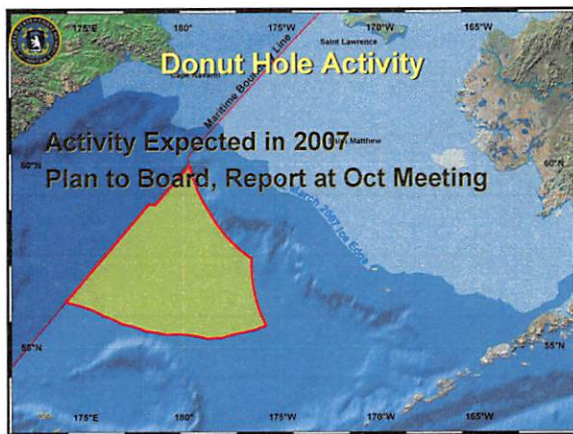 175°E 180° 175°W 170°W 165°W
Saint Lawrence
Donut Hole Activity
Cape Navarin
Maritime Boundary Line
Activity Expected in 2007
Matthew
60°N 60°N
Plan to Board, Report at Oct Meeting
March 2007 Ice Edge
55°N 55°N
175°E 180° 175°W 170°W 165°W